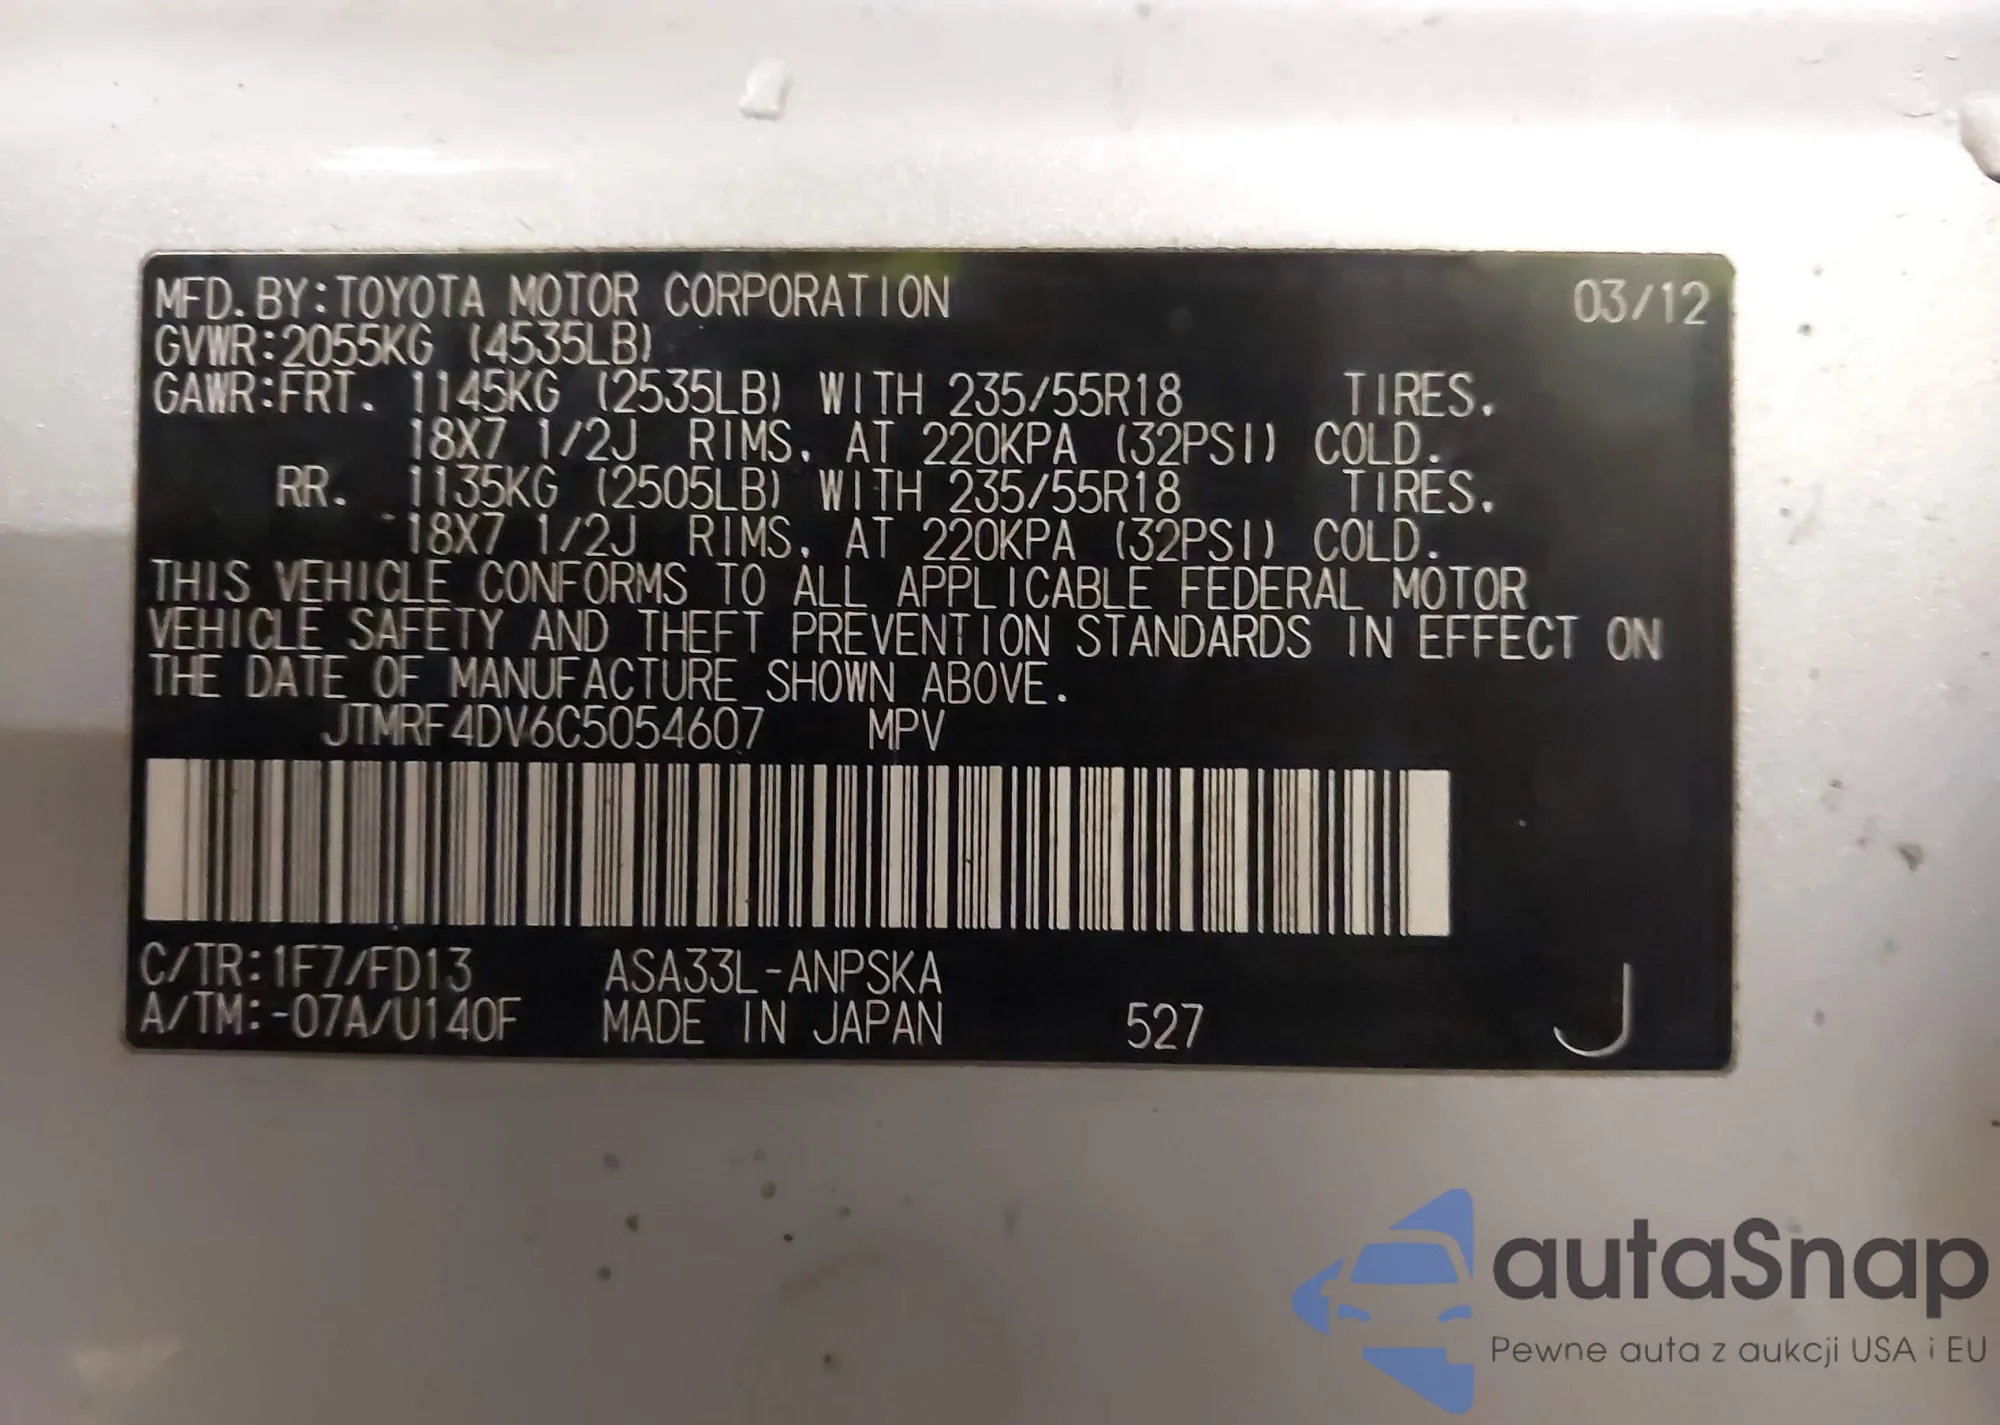 MFD. BY:TOYOTA MOTOR CORPORATION 03/12
GVWR:2055KG (4535LB)
GAWR:FRT. 1145KG (2535LB) WITH 235/55R18 TIRES.
18X7 1/2J RIMS. AT 220KPA (32PSI) COLD.
RR. 1135KG (2505LB) WITH 235/55R18 TIRES.
18X7 1/2J RIMS. AT 220KPA (32PSI) COLD.
THIS VEHICLE CONFORMS TO ALL APPLICABLE FEDERAL MOTOR
VEHICLE SAFETY AND THEFT PREVENTION STANDARDS IN EFFECT ON
THE DATE OF MANUFACTURE SHOWN ABOVE.
JTMRF4DV6C5054607 MPV
C/TR:1F7/FD13 ASA33L-ANPSKA
A/TM:-07A/U140F MADE IN JAPAN 527 J
autaSnap
Pewne auta z aukcji USA i EU